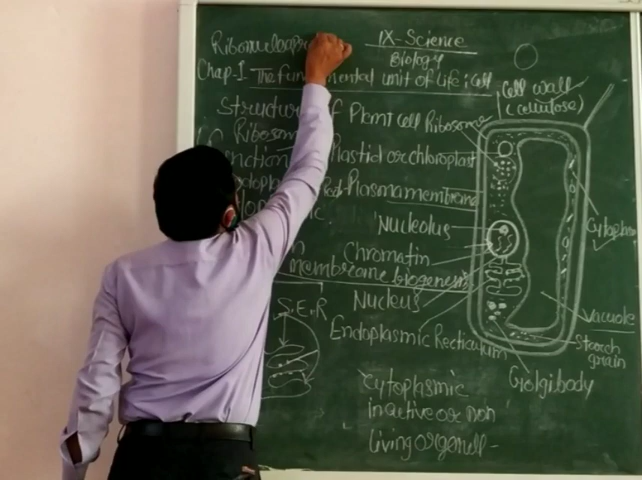 IX-Science
Biology
Chap-I The fundamental unit of Life : Cell
Structure of Plant Cell Ribosome
Cell wall
(cellulose)
Ribosom
Plastid or chloroplast
Plasma membrane
Nucleolus
Cytoplasm
Chromatin
membrane biogenesis
Nucleus
S.E.R
Vacuole
Endoplasmic Recticulum
Starch
grain
Golgi body
Cytoplasmic
inactive or non
living orgenell-